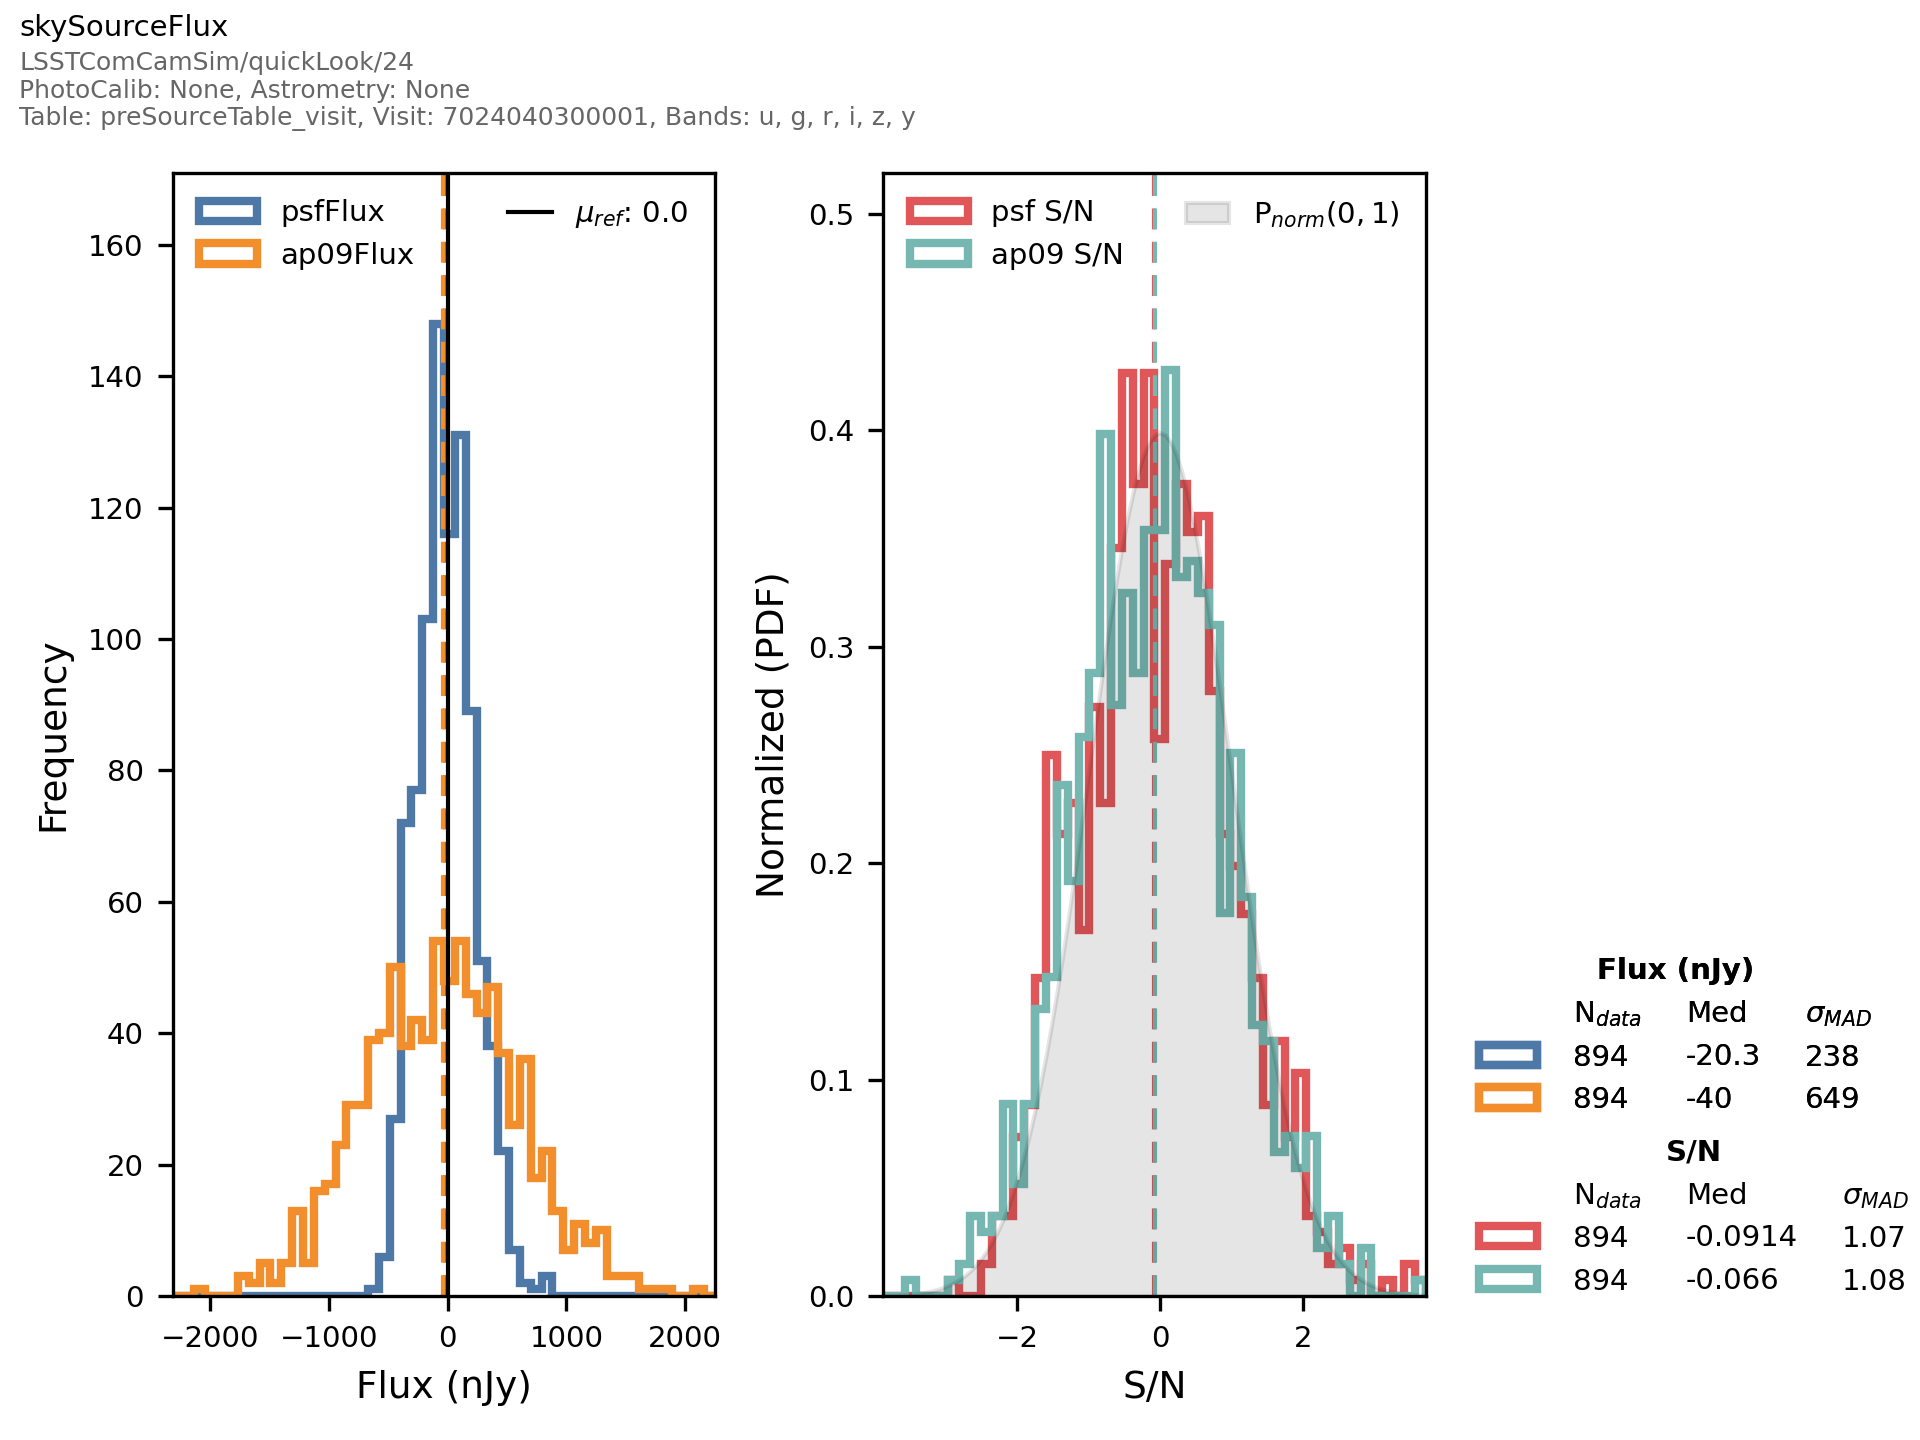 skySourceFlux
LSSTComCamSim/quickLook/24
PhotoCalib: None, Astrometry: None
Table: preSourceTable_visit, Visit: 7024040300001, Bands: u, g, r, i, z, y
psfFlux
ap09Flux
μref: 0.0
160
140
120
100
80
60
40
20
0
Frequency
−2000 −1000 0 1000 2000
Flux (nJy)
psf S/N
ap09 S/N
Pnorm(0, 1)
0.5
0.4
0.3
0.2
0.1
0.0
Normalized (PDF)
−2 0 2
S/N
Flux (nJy)
Ndata Med σMAD
894 -20.3 238
894 -40 649
S/N
Ndata Med σMAD
894 -0.0914 1.07
894 -0.066 1.08